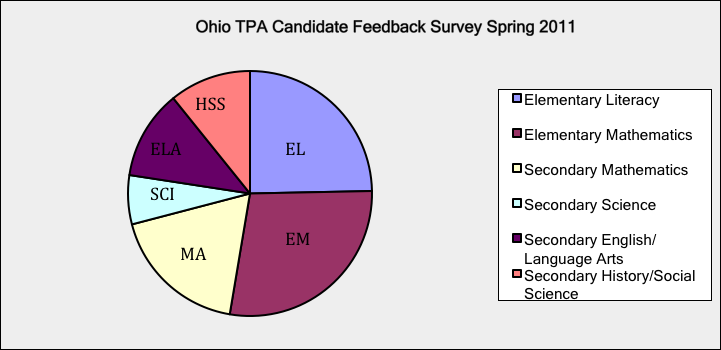 Ohio TPA Candidate Feedback Survey Spring 2011
HSS
EL
ELA
SCI
EM
MA
Elementary Literacy
Elementary Mathematics
Secondary Mathematics
Secondary Science
Secondary English/
Language Arts
Secondary History/Social
Science